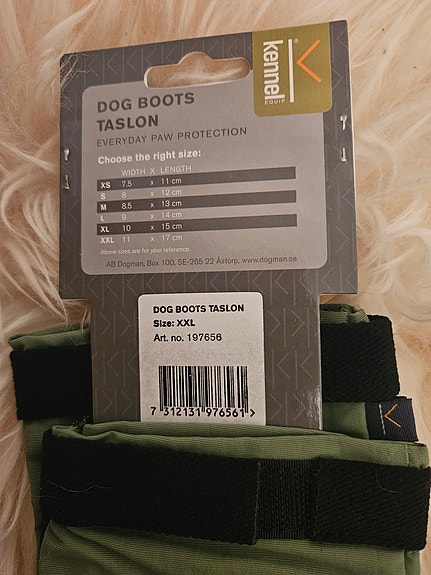 kennel®
EQUIP
DOG BOOTS
TASLON
EVERYDAY PAW PROTECTION
Choose the right size:
WIDTH X LENGTH
XS 7.5 x 11 cm
S 8 x 12 cm
M 8.5 x 13 cm
L 9 x 14 cm
XL 10 x 15 cm
XXL 11 x 17 cm
Above sizes are for your reference.
AB Dogman, Box 100, SE-265 22 Åstorp, www.dogman.se
DOG BOOTS TASLON
Size: XXL
Art. no. 197656
7 312131 976561 >